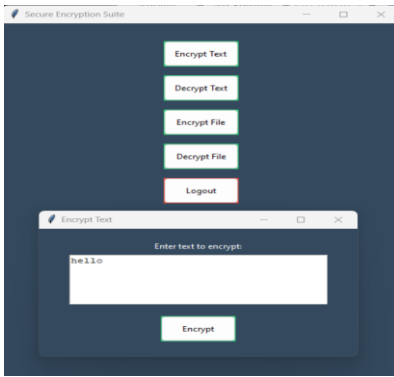 Secure Encryption Suite
Encrypt Text
Decrypt Text
Encrypt File
Decrypt File
Logout
Encrypt Text
Enter text to encrypt:
hello
Encrypt